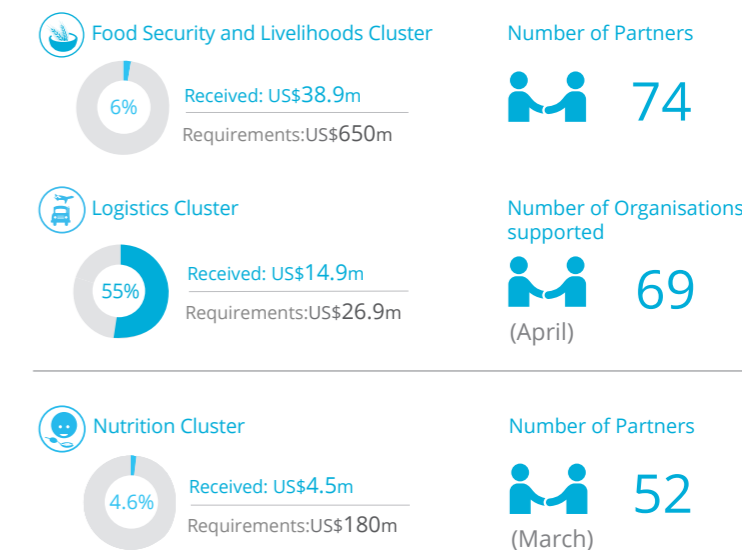 Food Security and Livelihoods Cluster
Number of Partners
6%
Received: US$38.9m
Requirements:US$650m
74
Logistics Cluster
Number of Organisations
supported
55%
Received: US$14.9m
Requirements:US$26.9m
69
(April)
Nutrition Cluster
Number of Partners
4.6%
Received: US$4.5m
Requirements:US$180m
52
(March)